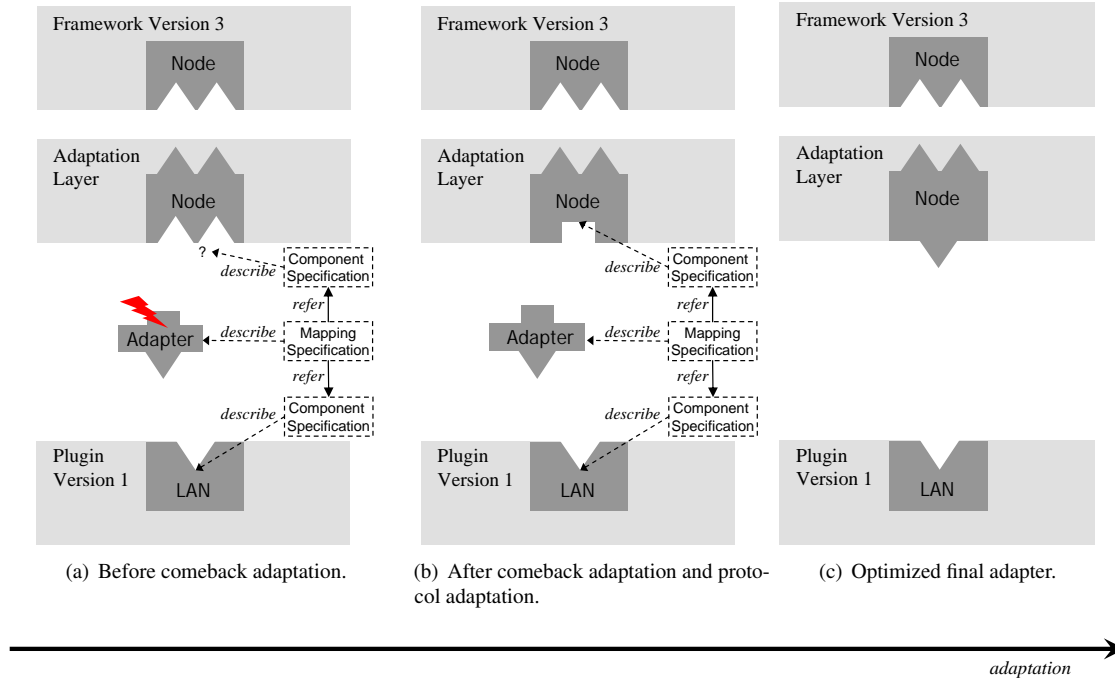 Framework Version 3
Node
Adaptation
Layer
Node
?
describe
Component
Specification
refer
Adapter
describe
Mapping
Specification
refer
describe
Component
Specification
Plugin
Version 1
LAN
(a) Before comeback adaptation.
Framework Version 3
Node
Adaptation
Layer
Node
describe
Component
Specification
refer
Adapter
describe
Mapping
Specification
refer
describe
Component
Specification
Plugin
Version 1
LAN
(b) After comeback adaptation and proto-
col adaptation.
Framework Version 3
Node
Adaptation
Layer
Node
Plugin
Version 1
LAN
(c) Optimized final adapter.
adaptation